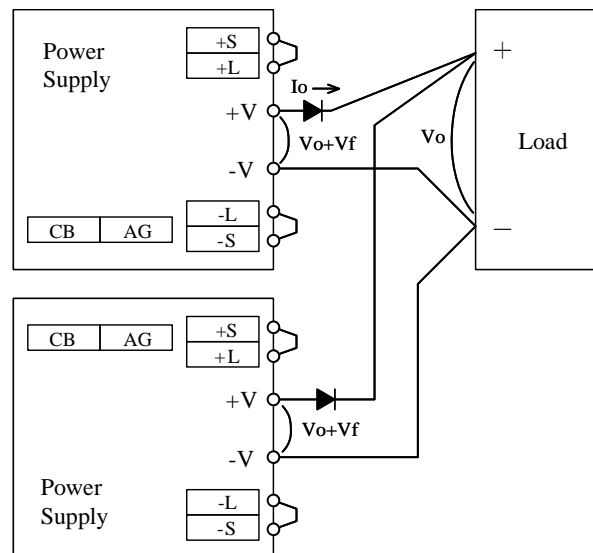 Power
Supply
+S
+L
Io
+V
Vo+Vf
-V
-L
-S
CB AG
+
Vo
Load
−
CB AG
+S
+L
+V
Vo+Vf
-V
Power
Supply
-L
-S